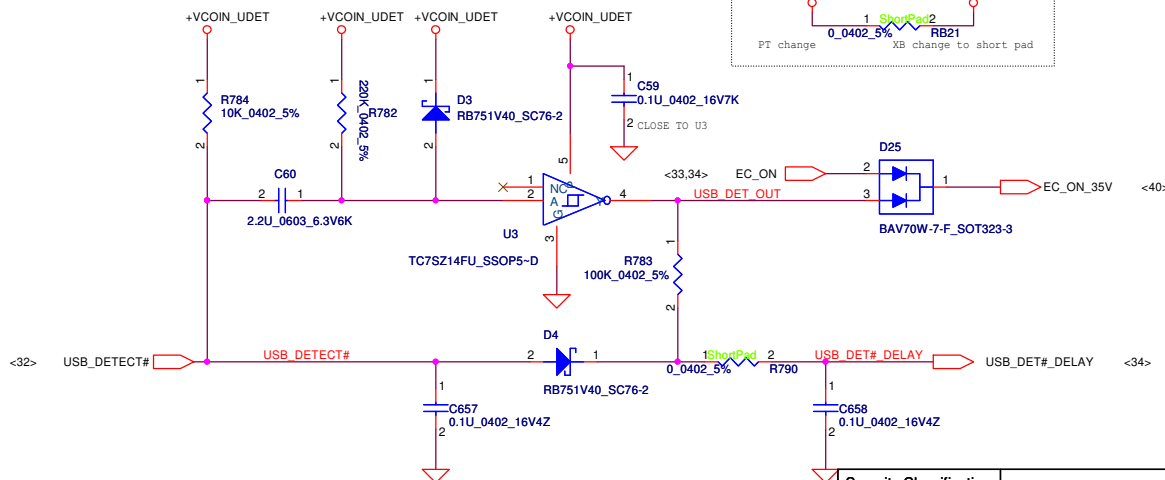 +VCOIN_UDET
+VCOIN_UDET
+VCOIN_UDET
+VCOIN_UDET
1 ShortPad 2
0_0402_5% RB21
PT change
XB change to short pad
1
R784
10K_0402_5%
2
1
220K_0402_5%
R782
2
1
D3
RB751V40_SC76-2
2
1
C59
0.1U_0402_16V7K
2 CLOSE TO U3
C60
2 1
2.2U_0603_6.3V6K
5
1 NC
2 A
P
Y
G
4
3
U3
TC7SZ14FU_SSOP5~D
<33,34>
USB_DET_OUT
EC_ON
D25
2
3
1
BAV70W-7-F_SOT323-3
EC_ON_35V
<40>
1
R783
100K_0402_5%
2
<32>
USB_DETECT#
USB_DETECT#
D4
2 1
RB751V40_SC76-2
1 ShortPad 2
0_0402_5% R790
USB_DET#_DELAY
USB_DET#_DELAY
<34>
1
C657
0.1U_0402_16V4Z
2
1
C658
0.1U_0402_16V4Z
2